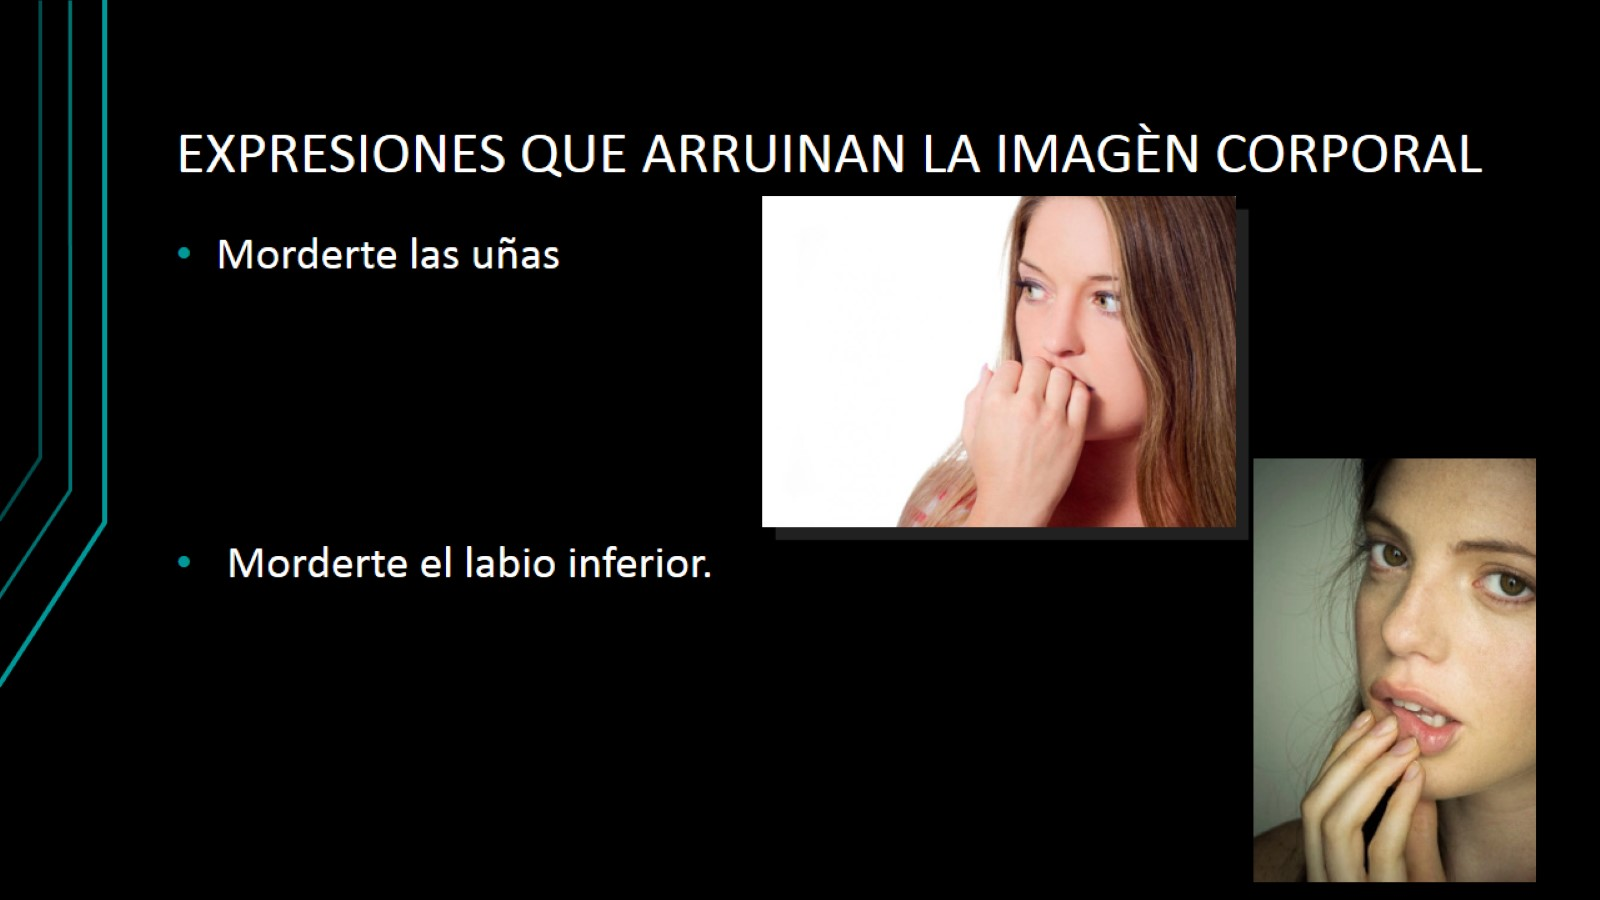 EXPRESIONES QUE ARRUINAN LA IMAGÈN CORPORAL
• Morderte las uñas
• Morderte el labio inferior.